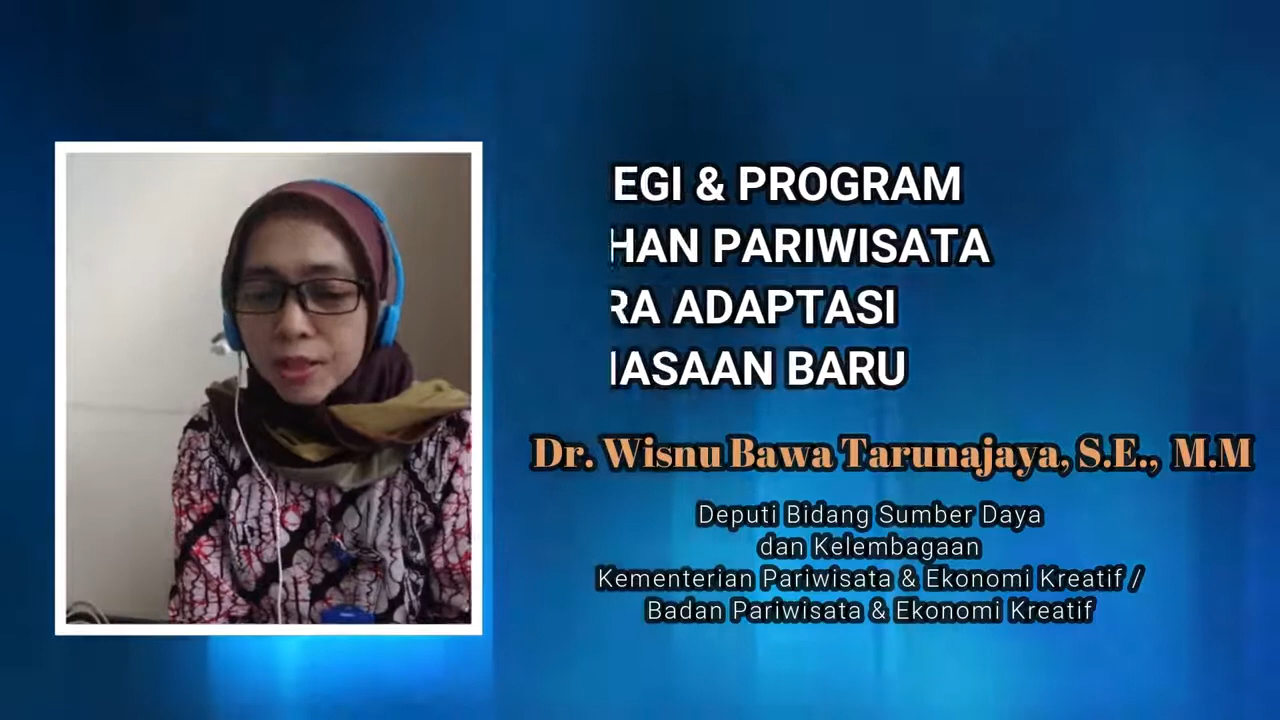 EGI & PROGRAM
HAN PARIWISATA
RA ADAPTASI
IASAAN BARU
Dr. Wisnu Bawa Tarunajaya, S.E., M.M
Deputi Bidang Sumber Daya
dan Kelembagaan
Kementerian Pariwisata & Ekonomi Kreatif /
Badan Pariwisata & Ekonomi Kreatif